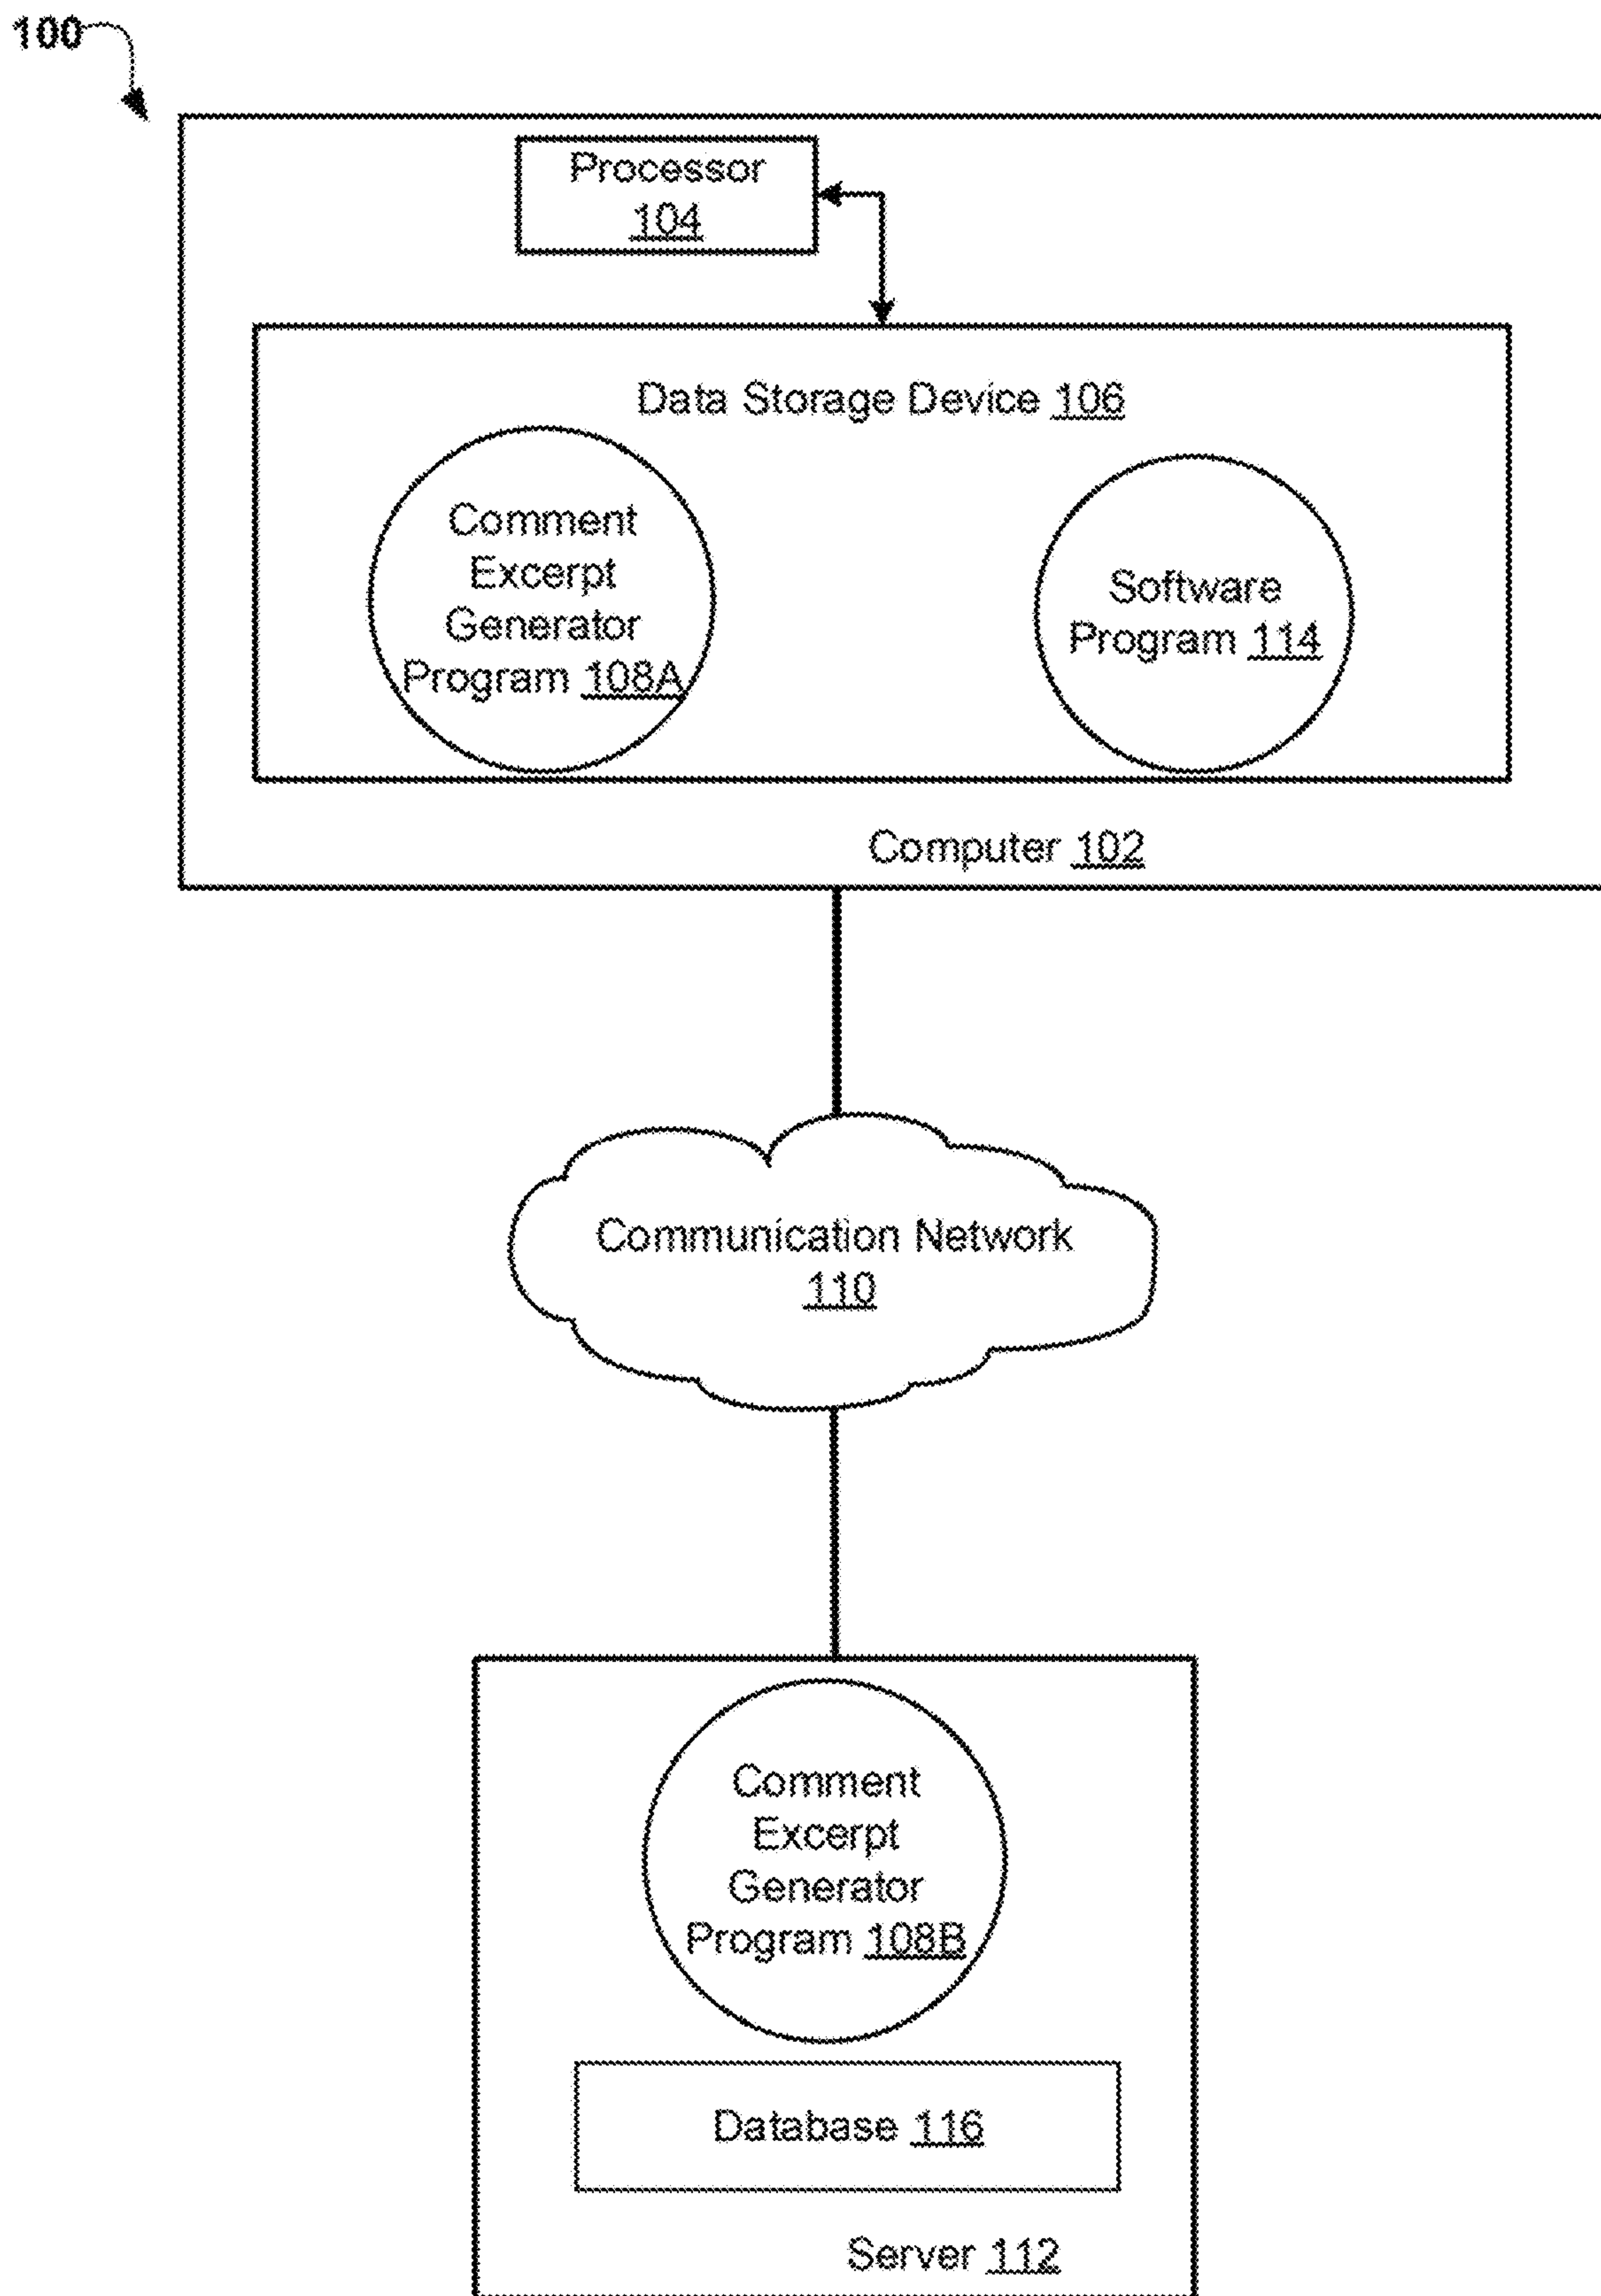 100
Processor
104
Data Storage Device 106
Comment
Excerpt
Generator
Program 108A
Software
Program 114
Computer 102
Communication Network
110
Comment
Excerpt
Generator
Program 108B
Database 116
Server 112